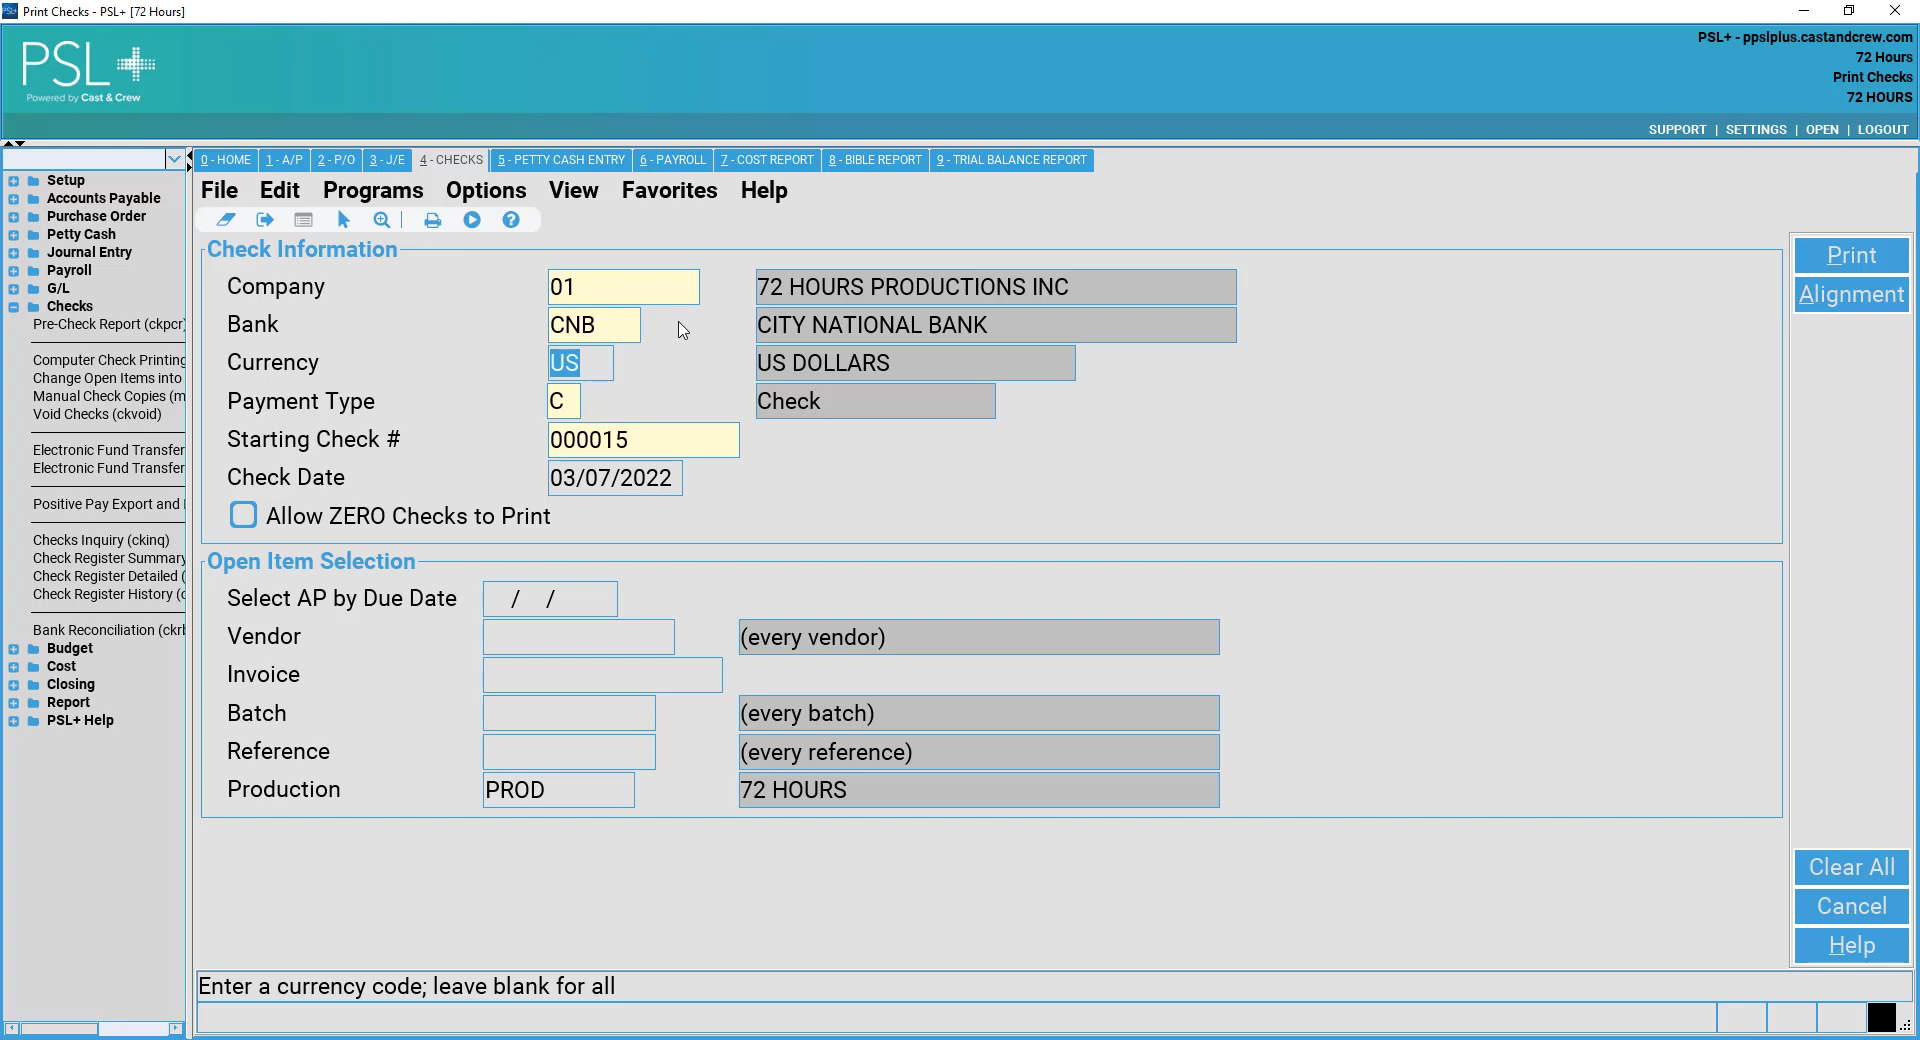 Print Checks - PSL+ [72 Hours]
PSL
Powered by Cast & Crew
PSL+ - ppslplus.castandcrew.com
72 Hours
Print Checks
72 HOURS
SUPPORT | SETTINGS | OPEN | LOGOUT
0 - HOME 1 - A/P 2 - P/O 3 - J/E 4 - CHECKS 5 - PETTY CASH ENTRY 6 - PAYROLL 7 - COST REPORT 8 - BIBLE REPORT 9 - TRIAL BALANCE REPORT
File Edit Programs Options View Favorites Help
Setup
Accounts Payable
Purchase Order
Petty Cash
Journal Entry
Payroll
G/L
Checks
Pre-Check Report (ckpcr)
Computer Check Printing
Change Open Items into
Manual Check Copies (m
Void Checks (ckvoid)
Electronic Fund Transfer
Electronic Fund Transfer
Positive Pay Export and
Checks Inquiry (ckinq)
Check Register Summary
Check Register Detailed (
Check Register History (c
Bank Reconciliation (ckrl
Budget
Cost
Closing
Report
PSL+ Help
Check Information
Company 01 72 HOURS PRODUCTIONS INC
Bank CNB CITY NATIONAL BANK
Currency US US DOLLARS
Payment Type C Check
Starting Check # 000015
Check Date 03/07/2022
Allow ZERO Checks to Print
Open Item Selection
Select AP by Due Date / /
Vendor (every vendor)
Invoice
Batch (every batch)
Reference (every reference)
Production PROD 72 HOURS
Print
Alignment
Clear All
Cancel
Help
Enter a currency code; leave blank for all